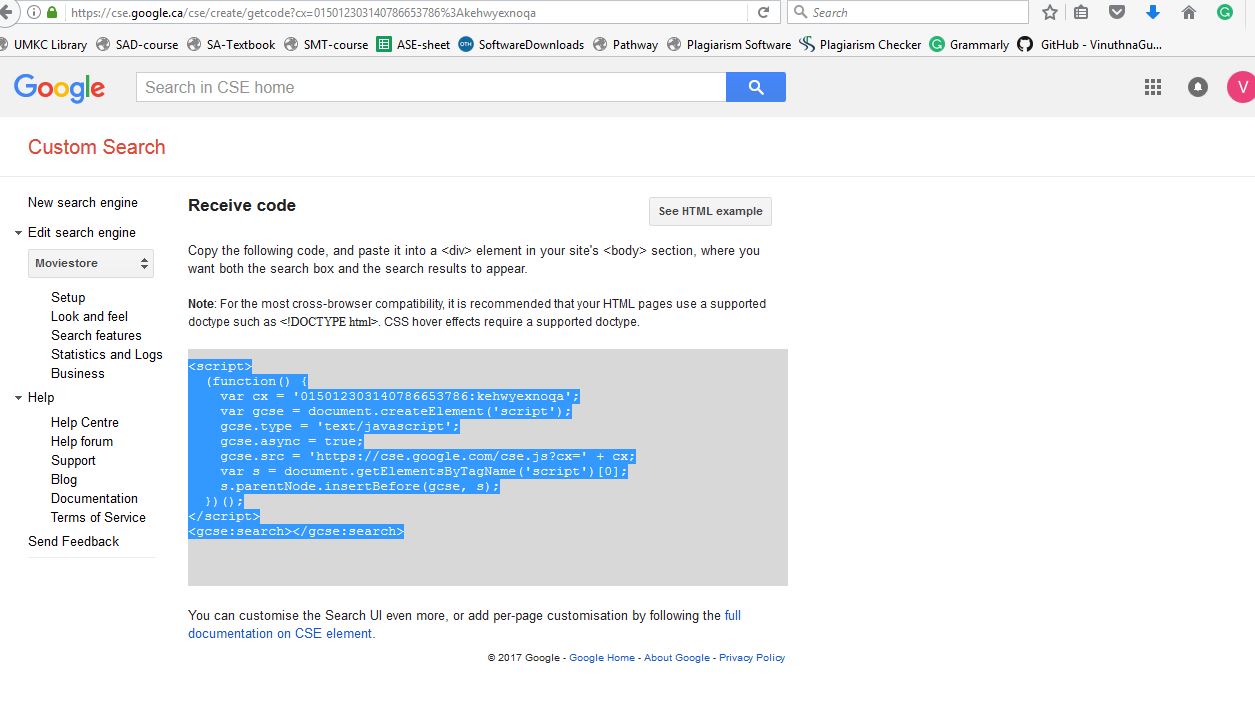 https://cse.google.ca/cse/create/getcode?cx=015012303140786653786%3Akehwyexnoqa
Search
UMKC Library SAD-course SA-Textbook SMT-course ASE-sheet SoftwareDownloads Pathway Plagiarism Software Plagiarism Checker Grammarly GitHub - VinuthnaGu...
Google Search in CSE home V
Custom Search
New search engine
Edit search engine
Moviestore
Setup
Look and feel
Search features
Statistics and Logs
Business
Help
Help Centre
Help forum
Support
Blog
Documentation
Terms of Service
Send Feedback
Receive code
See HTML example
Copy the following code, and paste it into a <div> element in your site's <body> section, where you
want both the search box and the search results to appear.
Note: For the most cross-browser compatibility, it is recommended that your HTML pages use a supported
doctype such as <!DOCTYPE html>. CSS hover effects require a supported doctype.
<script>
  (function() {
    var cx = '015012303140786653786:kehwyexnoqa';
    var gcse = document.createElement('script');
    gcse.type = 'text/javascript';
    gcse.async = true;
    gcse.src = 'https://cse.google.com/cse.js?cx=' + cx;
    var s = document.getElementsByTagName('script')[0];
    s.parentNode.insertBefore(gcse, s);
  })();
</script>
<gcse:search></gcse:search>
You can customise the Search UI even more, or add per-page customisation by following the full
documentation on CSE element.
© 2017 Google - Google Home - About Google - Privacy Policy